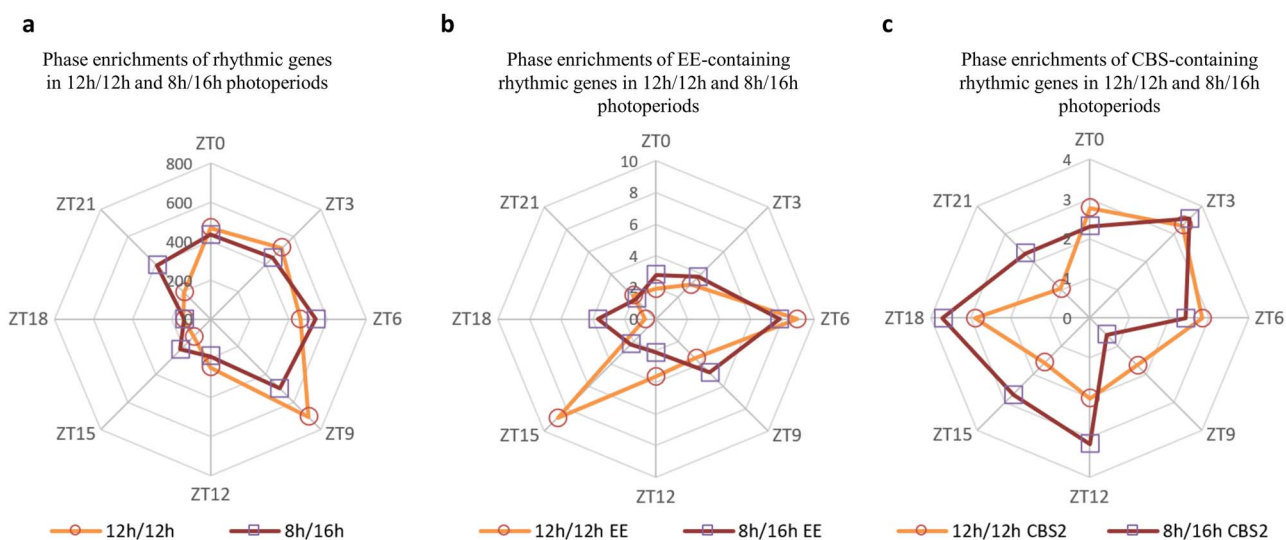 a
Phase enrichments of rhythmic genes
in 12h/12h and 8h/16h photoperiods
ZT0
800
600
400
200
0
ZT3
ZT6
ZT9
ZT12
ZT15
ZT18
ZT21
12h/12h
8h/16h
b
Phase enrichments of EE-containing
rhythmic genes in 12h/12h and 8h/16h
photoperiods
ZT0
10
8
6
4
2
0
ZT3
ZT6
ZT9
ZT12
ZT15
ZT18
ZT21
12h/12h EE
8h/16h EE
c
Phase enrichments of CBS-containing
rhythmic genes in 12h/12h and 8h/16h
photoperiods
ZT0
4
3
2
1
0
ZT3
ZT6
ZT9
ZT12
ZT15
ZT18
ZT21
12h/12h CBS2
8h/16h CBS2